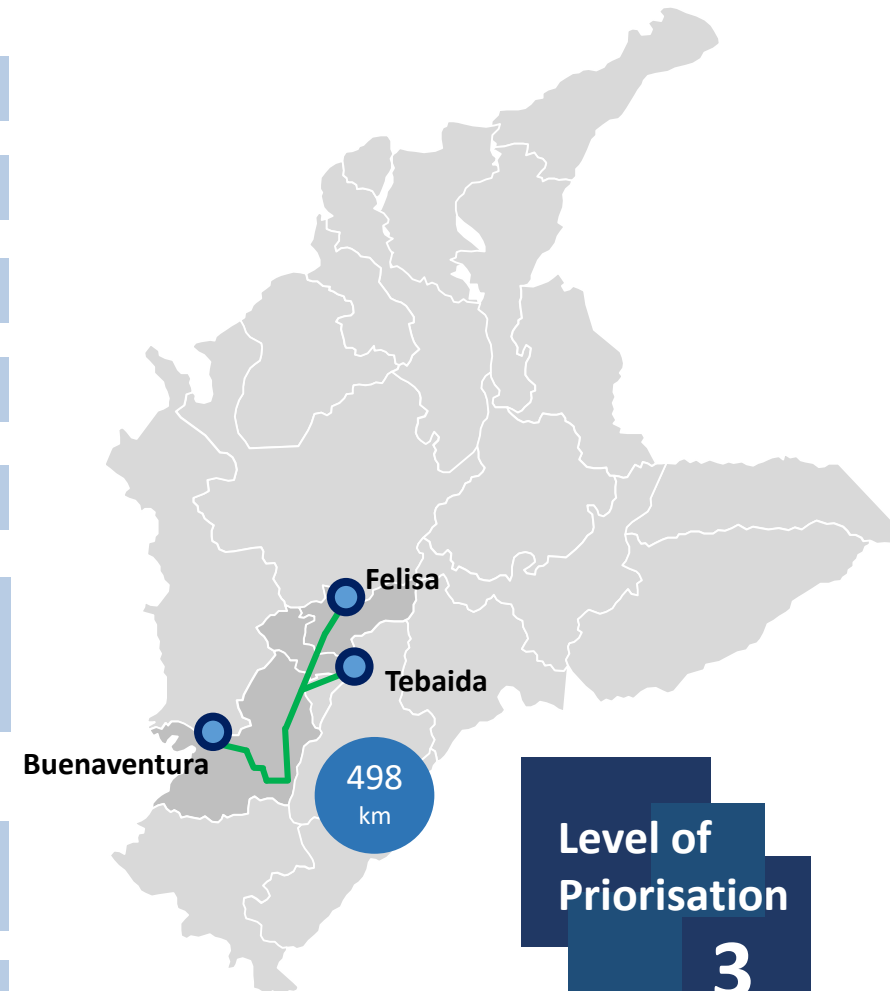 Felisa
Tebaida
Buenaventura
498
km
Level of
Priorisation
3